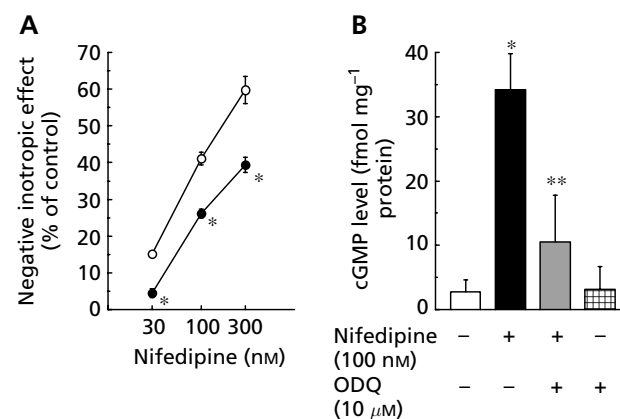 A
Negative inotropic effect
(% of control)
70
60
50
40
30
20
10
0
*
*
*
30 100 300
Nifedipine (nM)
B
cGMP level (fmol mg⁻¹
protein)
40
30
20
10
0
*
**
Nifedipine
(100 nM)
− + + −
ODQ
(10 μM)
− − + +